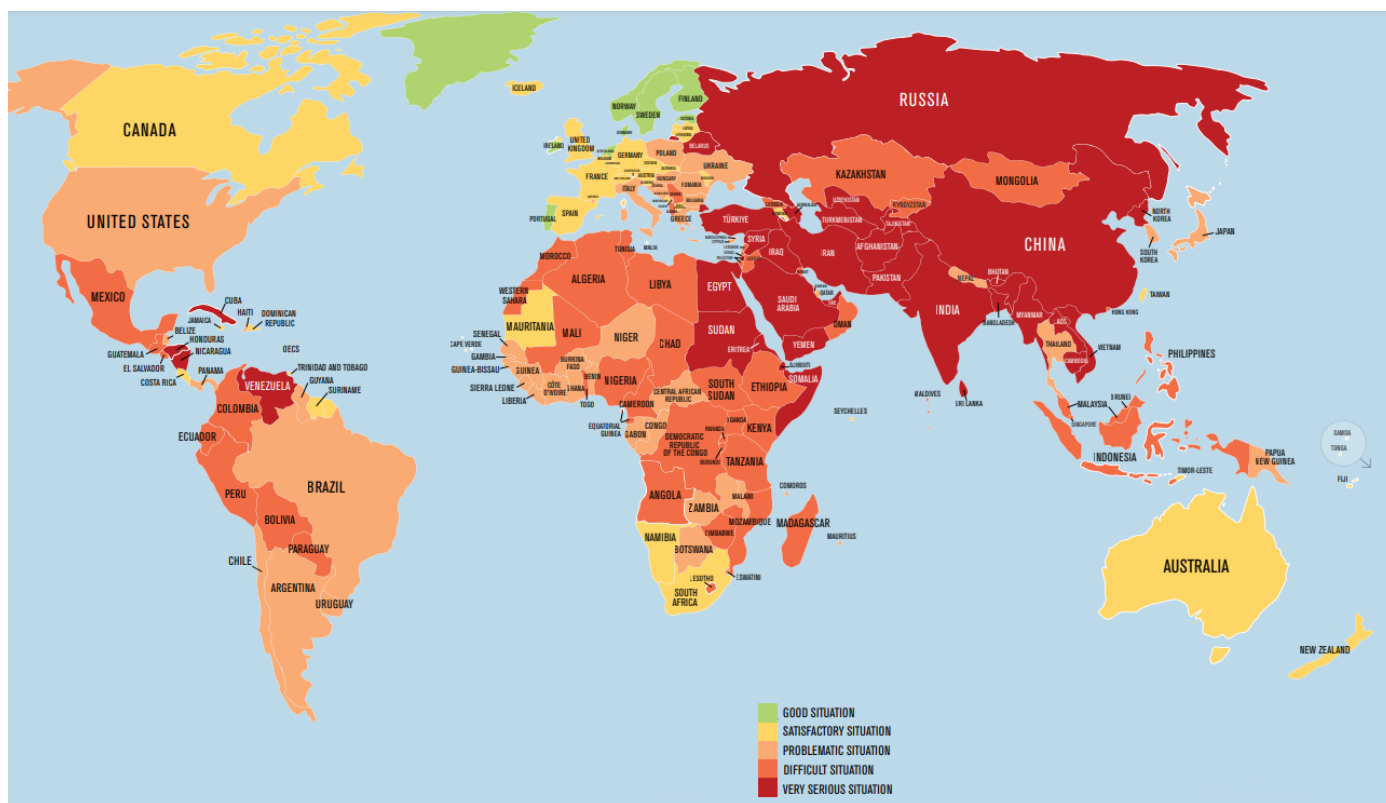 ICELAND
NORWAY
SWEDEN
FINLAND
RUSSIA
CANADA
IRELAND
UNITED
KINGDOM
GERMANY
POLAND
BELARUS
UKRAINE
FRANCE
AUSTRIA
HUNGARY
ROMANIA
ITALY
BULGARIA
GREECE
PORTUGAL
SPAIN
KAZAKHSTAN
MONGOLIA
UZBEKISTAN
KYRGYZSTAN
TURKMENISTAN
TAJIKISTAN
UNITED STATES
TÜRKIYE
SYRIA
IRAQ
IRAN
AFGHANISTAN
PAKISTAN
CHINA
NORTH
KOREA
SOUTH
KOREA
JAPAN
MALTA
TUNISIA
MOROCCO
ALGERIA
LIBYA
EGYPT
WESTERN
SAHARA
SAUDI
ARABIA
QATAR
UAE
OMAN
YEMEN
NEPAL
BHUTAN
INDIA
BANGLADESH
MYANMAR
LAOS
TAIWAN
HONG KONG
THAILAND
VIETNAM
CAMBODIA
PHILIPPINES
MEXICO
CUBA
JAMAICA
HAITI
DOMINICAN
REPUBLIC
BELIZE
HONDURAS
GUATEMALA
NICARAGUA
EL SALVADOR
COSTA RICA
PANAMA
OECS
TRINIDAD AND TOBAGO
GUYANA
SURINAME
VENEZUELA
COLOMBIA
ECUADOR
PERU
BRAZIL
BOLIVIA
PARAGUAY
CHILE
ARGENTINA
URUGUAY
MAURITANIA
MALI
NIGER
CHAD
SUDAN
ERITREA
DJIBOUTI
SOMALIA
SENEGAL
CAPE VERDE
GAMBIA
GUINEA-BISSAU
GUINEA
SIERRA LEONE
LIBERIA
BURKINA
FASO
CÔTE
D'IVOIRE
GHANA
TOGO
BENIN
NIGERIA
CAMEROON
CENTRAL AFRICAN
REPUBLIC
SOUTH
SUDAN
ETHIOPIA
EQUATORIAL
GUINEA
GABON
CONGO
DEMOCRATIC
REPUBLIC
OF THE CONGO
UGANDA
RWANDA
BURUNDI
KENYA
TANZANIA
ANGOLA
ZAMBIA
MALAWI
COMOROS
MOZAMBIQUE
ZIMBABWE
MADAGASCAR
MAURITIUS
SEYCHELLES
NAMIBIA
BOTSWANA
LESOTHO
ESWATINI
SOUTH
AFRICA
MALDIVES
SRI LANKA
MALAYSIA
BRUNEI
SINGAPORE
INDONESIA
TIMOR-LESTE
PAPUA
NEW GUINEA
SAMOA
TONGA
FIJI
AUSTRALIA
NEW ZEALAND
GOOD SITUATION
SATISFACTORY SITUATION
PROBLEMATIC SITUATION
DIFFICULT SITUATION
VERY SERIOUS SITUATION